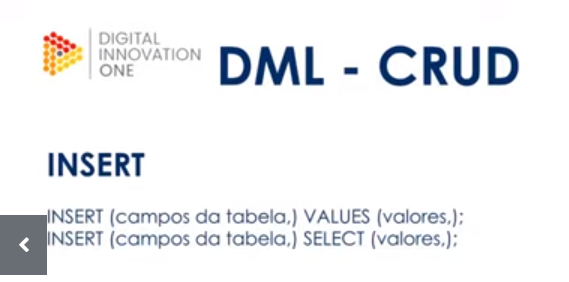 DIGITAL
INNOVATION
ONE
DML - CRUD
INSERT
INSERT (campos da tabela,) VALUES (valores,);
INSERT (campos da tabela,) SELECT (valores,);